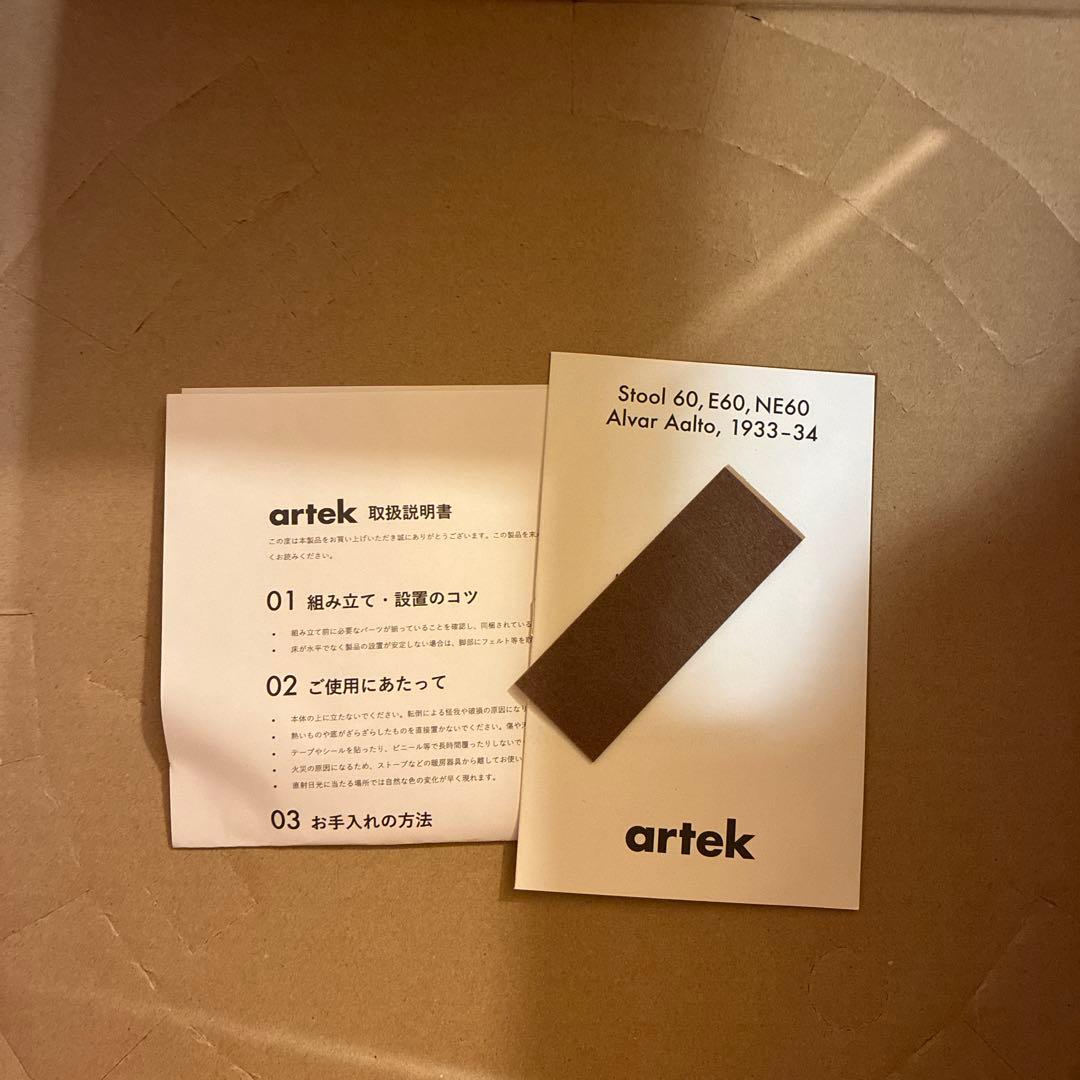 artek 取扱説明書
この度は本製品をお買い上げいただき誠にありがとうございます。この製品を末
くお読みください。
01 組み立て・設置のコツ
• 組み立て前に必要なパーツが揃っていることを確認し、同梱されている
• 床が水平でなく製品の設置が安定しない場合は、脚部にフェルト等を取
02 ご使用にあたって
• 本体の上に立たないでください。転倒による怪我や破損の原因になり
• 熱いものや底がざらざらしたものを直接置かないでください。傷や
• テープやシールを貼ったり、ビニール等で長時間覆ったりしないで
• 火災の原因になるため、ストーブなどの暖房器具から離してお使い
• 直射日光に当たる場所では自然な色の変化が早く現れます。
03 お手入れの方法
Stool 60, E60, NE60
Alvar Aalto, 1933–34
artek